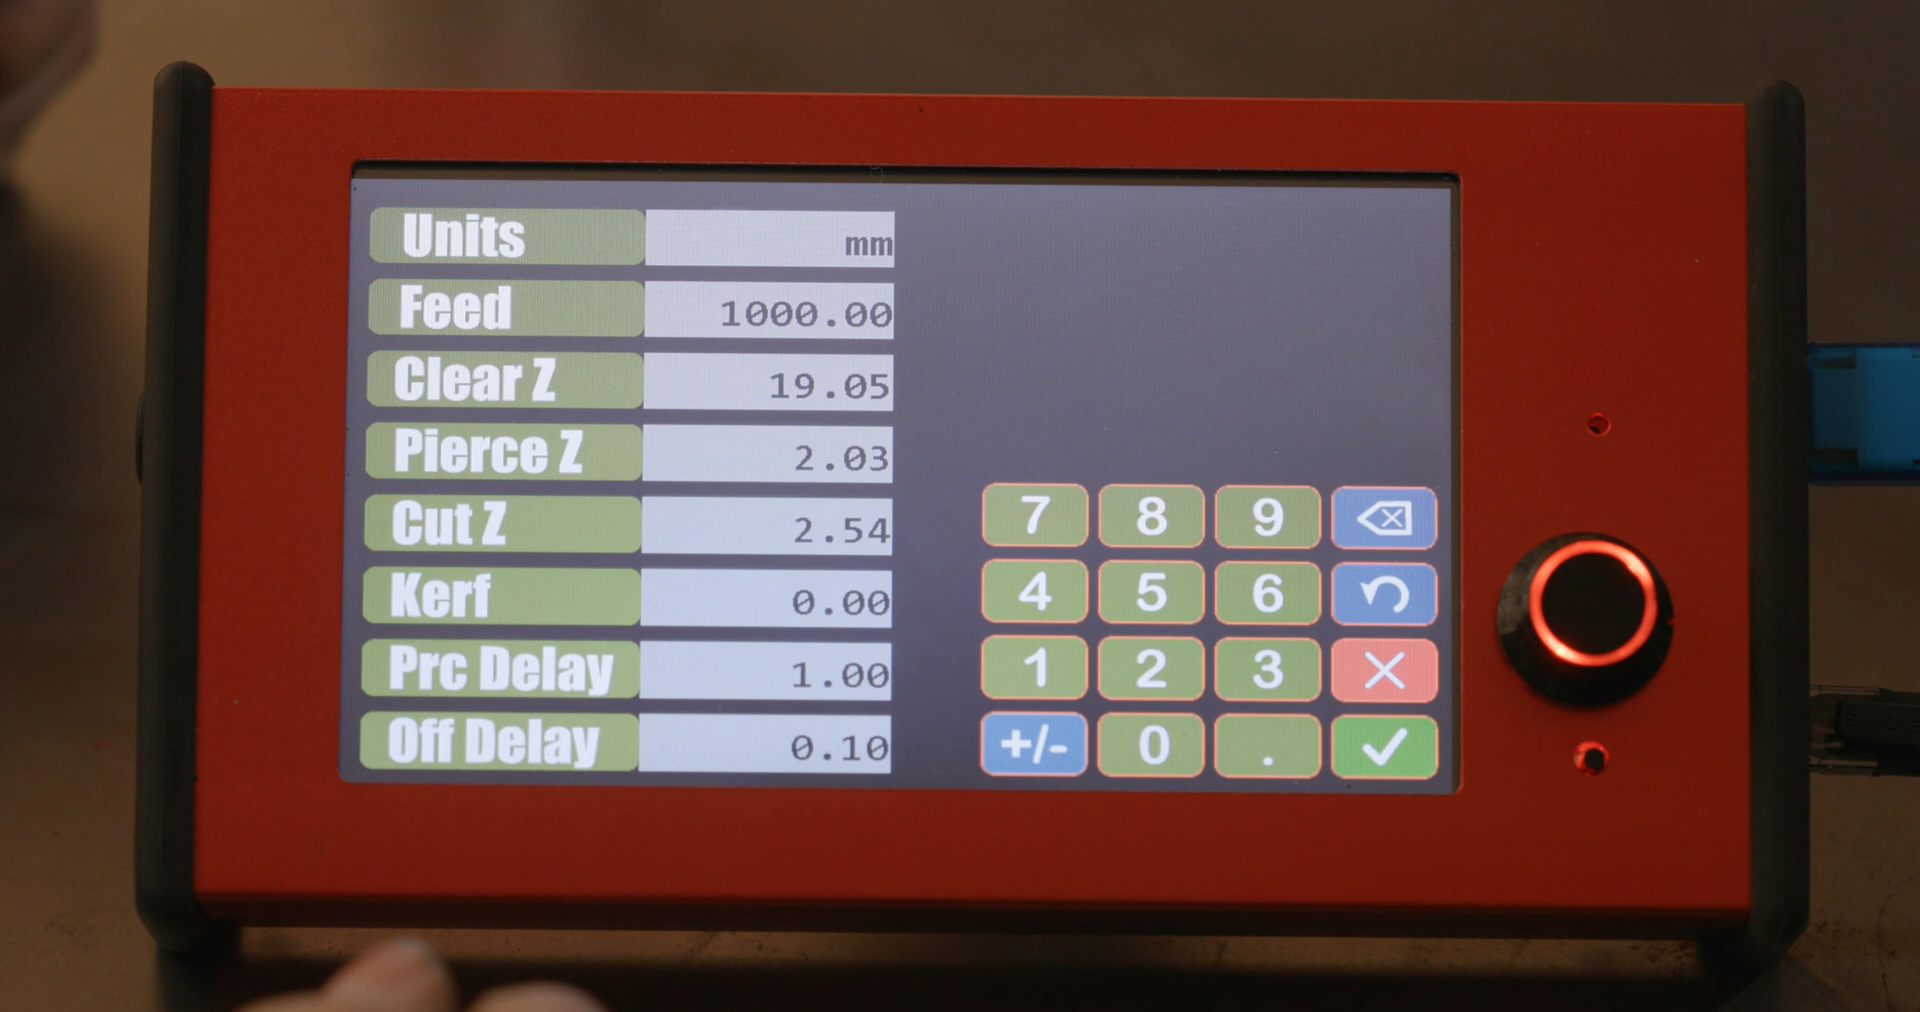 Units mm
Feed 1000.00
Clear Z 19.05
Pierce Z 2.03
Cut Z 2.54
Kerf 0.00
Prc Delay 1.00
Off Delay 0.10
7 8 9
4 5 6
1 2 3
+/- 0 .